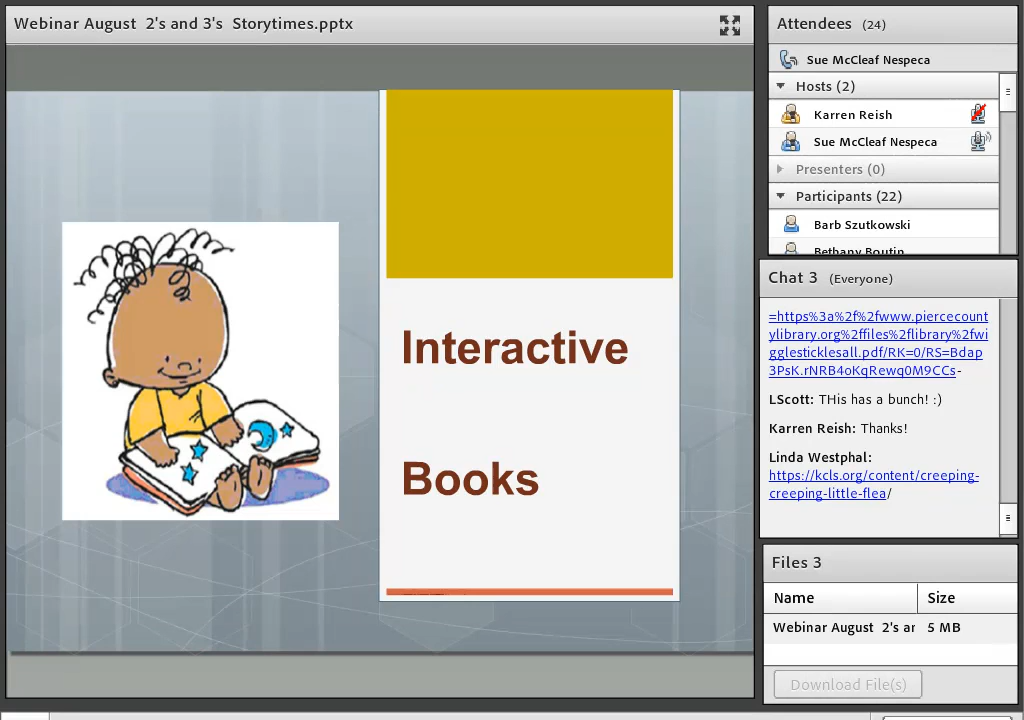 Webinar August  2's and 3's  Storytimes.pptx
Interactive
Books
Attendees (24)
Sue McCleaf Nespeca
Hosts (2)
Karren Reish
Sue McCleaf Nespeca
Presenters (0)
Participants (22)
Barb Szutkowski
Bethany Boutin
Chat 3 (Everyone)
=https%3a%2f%2fwww.piercecount
ylibrary.org%2ffiles%2flibrary%2fwi
gglesticklesall.pdf/RK=0/RS=Bdap
3PsK.rNRB4oKqRewq0M9CCs-
LScott: THis has a bunch! :)
Karren Reish: Thanks!
Linda Westphal:
https://kcls.org/content/creeping-
creeping-little-flea/
Files 3
Name Size
Webinar August  2's ar 5 MB
Download File(s)